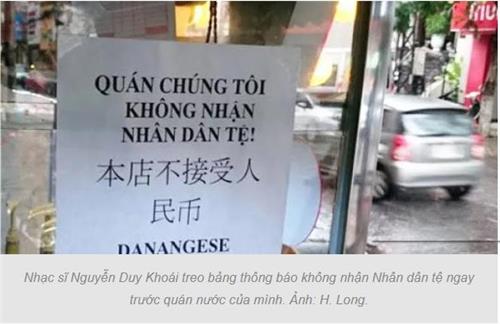 QUÁN CHÚNG TÔI
KHÔNG NHẬN
NHÂN DÂN TỆ!
本店不接受人
民币
DANANGESE
Nhạc sĩ Nguyễn Duy Khoái treo bảng thông báo không nhận Nhân dân tệ ngay
trước quán nước của mình. Ảnh: H. Long.